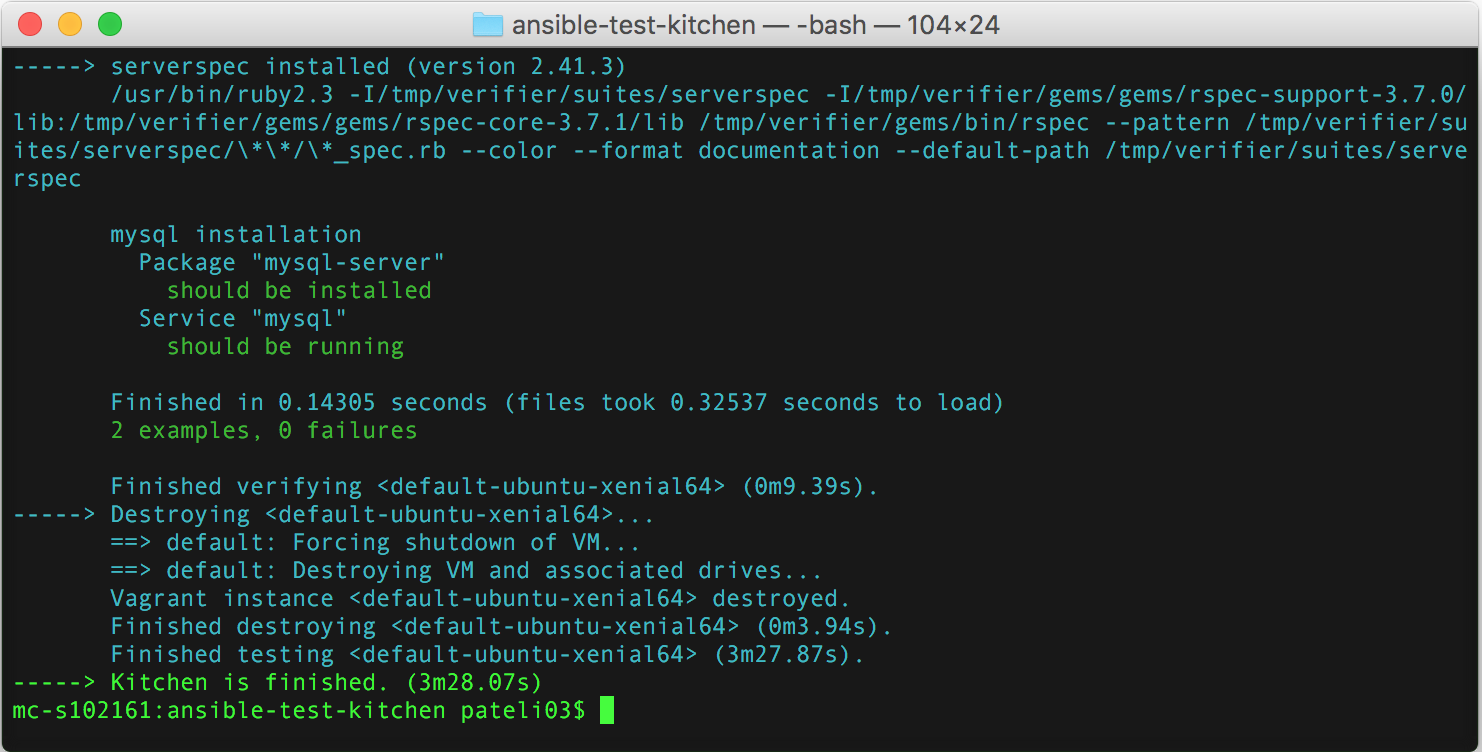 ansible-test-kitchen — -bash — 104×24
-----> serverspec installed (version 2.41.3)
/usr/bin/ruby2.3 -I/tmp/verifier/suites/serverspec -I/tmp/verifier/gems/gems/rspec-support-3.7.0/
lib:/tmp/verifier/gems/gems/rspec-core-3.7.1/lib /tmp/verifier/gems/bin/rspec --pattern /tmp/verifier/su
ites/serverspec/\*\*/\*_spec.rb --color --format documentation --default-path /tmp/verifier/suites/serve
rspec
mysql installation
Package "mysql-server"
should be installed
Service "mysql"
should be running
Finished in 0.14305 seconds (files took 0.32537 seconds to load)
2 examples, 0 failures
Finished verifying <default-ubuntu-xenial64> (0m9.39s).
-----> Destroying <default-ubuntu-xenial64>...
==> default: Forcing shutdown of VM...
==> default: Destroying VM and associated drives...
Vagrant instance <default-ubuntu-xenial64> destroyed.
Finished destroying <default-ubuntu-xenial64> (0m3.94s).
Finished testing <default-ubuntu-xenial64> (3m27.87s).
-----> Kitchen is finished. (3m28.07s)
mc-s102161:ansible-test-kitchen pateli03$